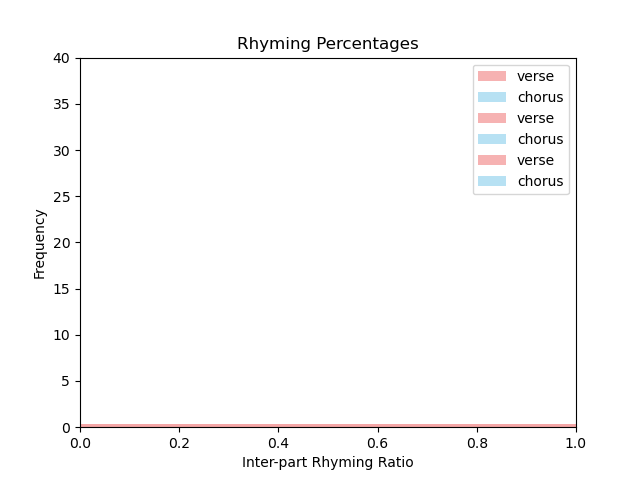 Rhyming Percentages
40
35
30
25
20
15
10
5
0
Frequency
verse
chorus
verse
chorus
verse
chorus
0.0 0.2 0.4 0.6 0.8 1.0
Inter-part Rhyming Ratio